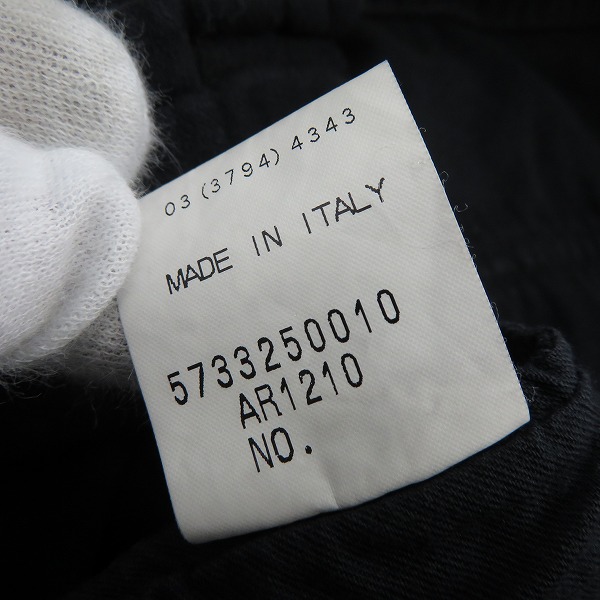 03 (3794) 4343
MADE IN ITALY
5733250010
AR1210
NO.